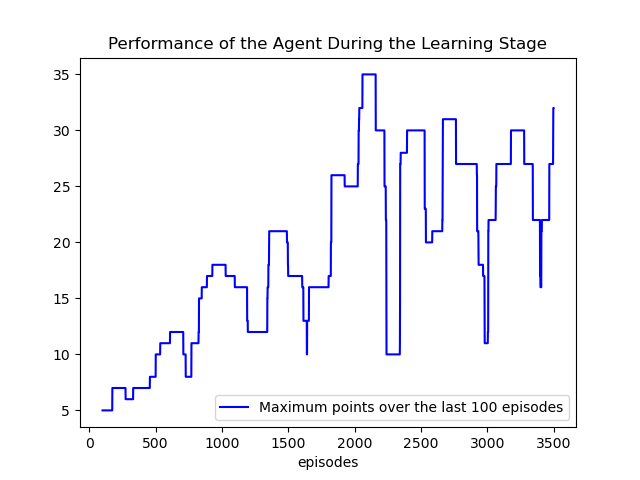 Performance of the Agent During the Learning Stage
35
30
25
20
15
10
5
Maximum points over the last 100 episodes
0 500 1000 1500 2000 2500 3000 3500
episodes